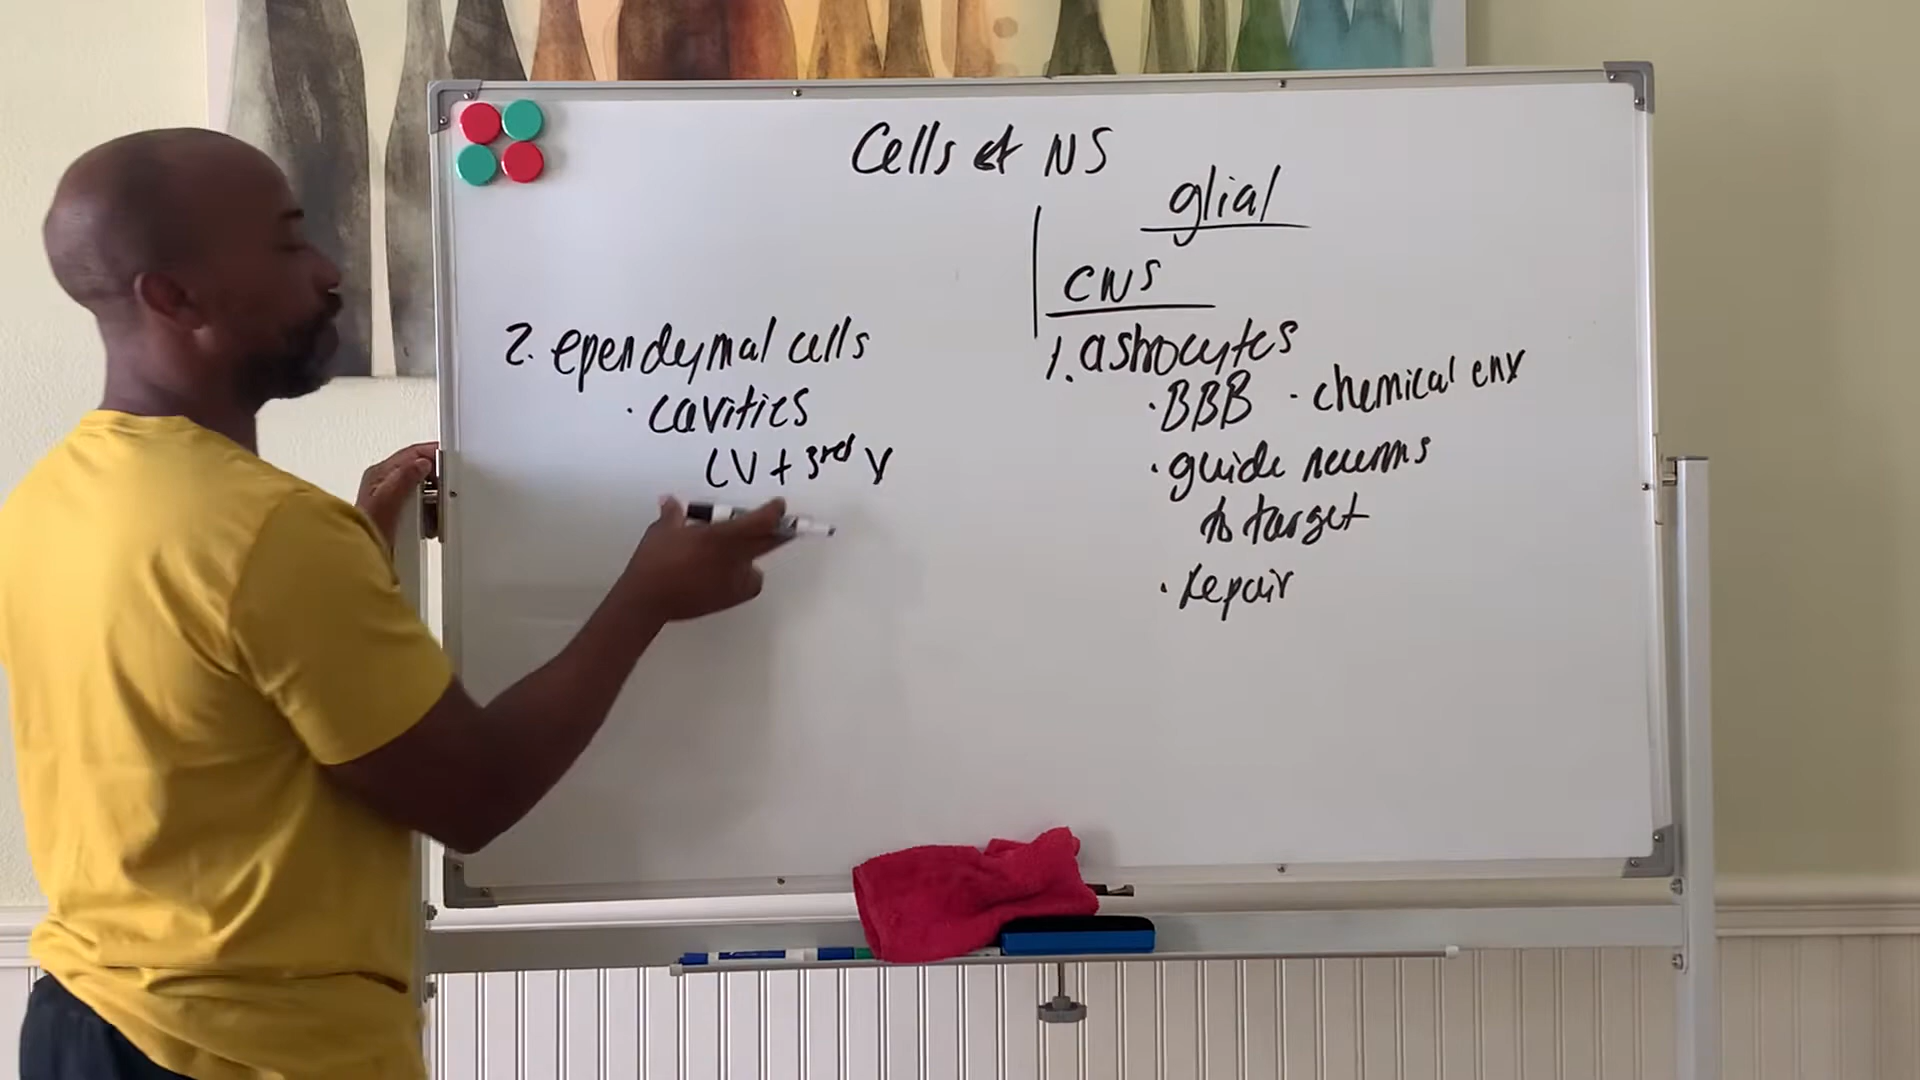 Cells of NS
glial
CNS
1. astrocytes
· BBB · chemical env
· guide neurons
to target
· repair
2. ependymal cells
· cavities
LV + 3rd V